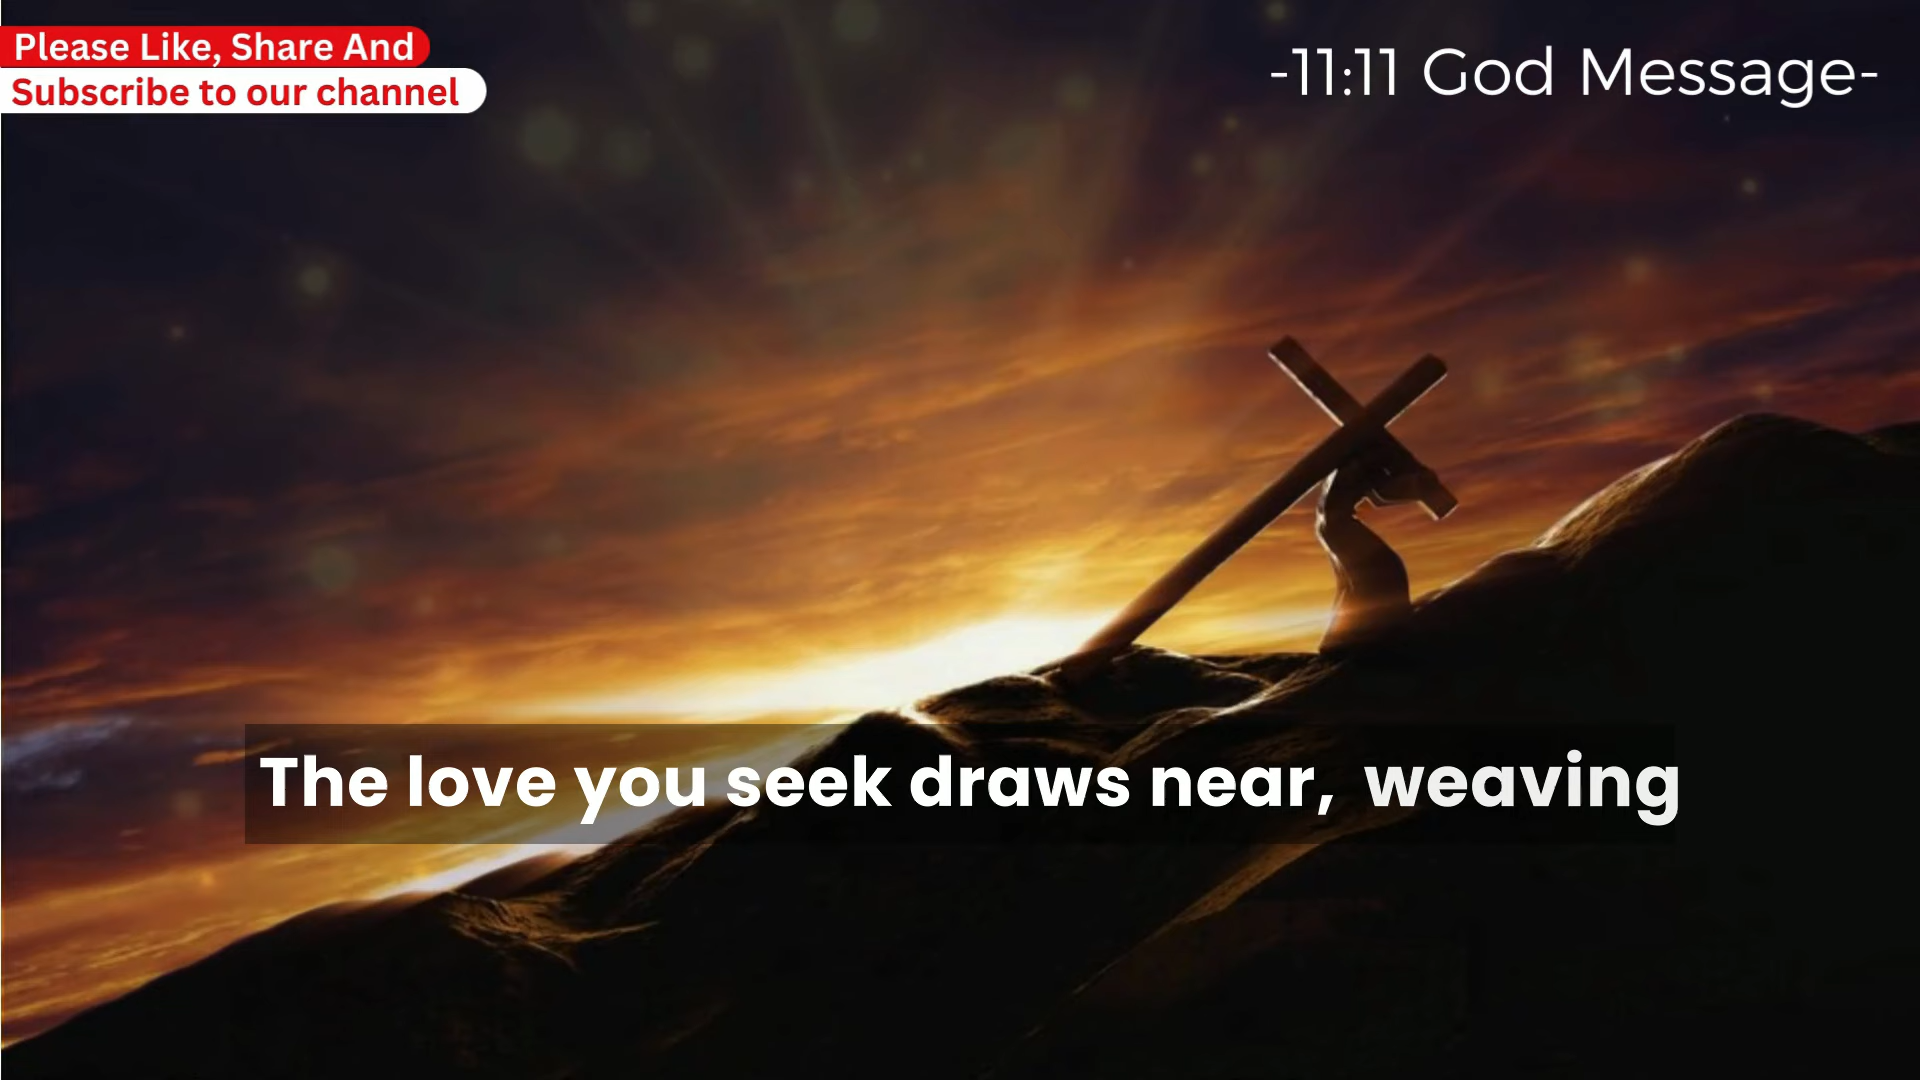 Please Like, Share And
Subscribe to our channel
-11:11 God Message-
The love you seek draws near, weaving